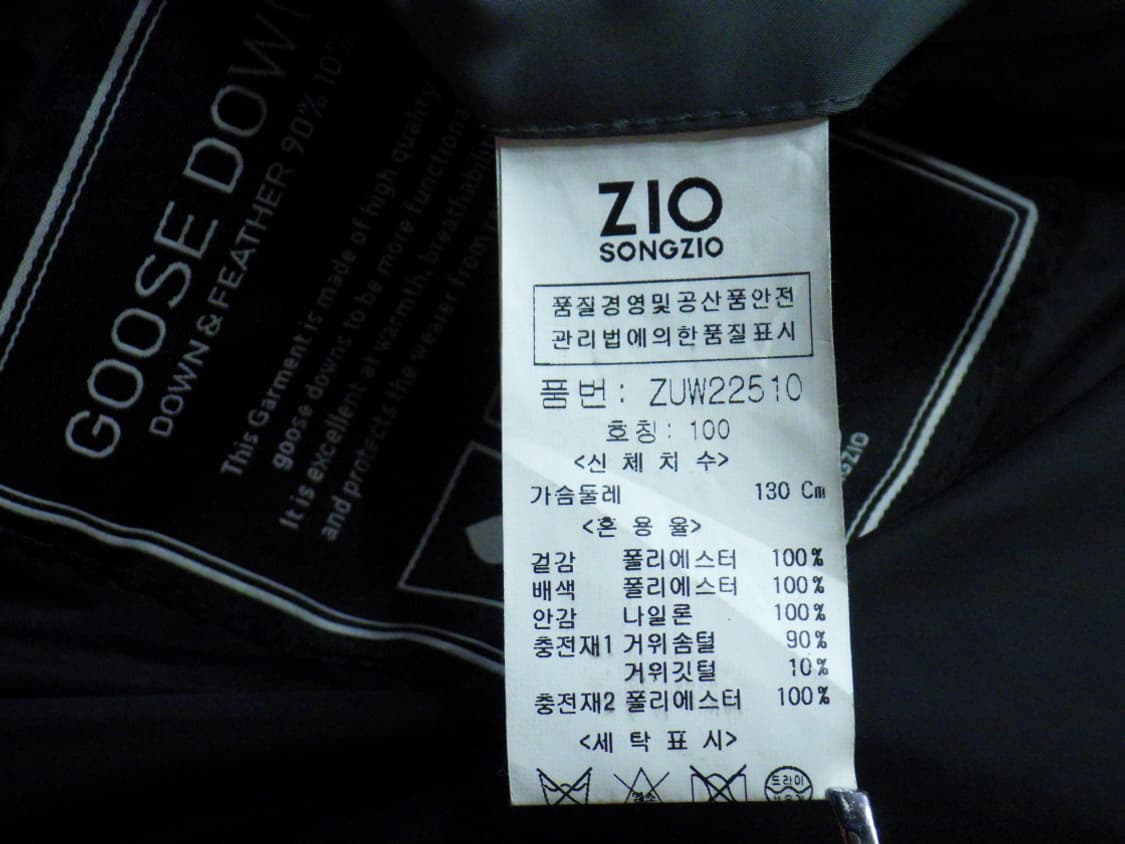 GOOSE DOW
DOWN & FEATHER 90% 10%
This Garment is made of high quality
goose downs to be more function
It is excellent at warmth, breathabil
and protects the wearer from
ZIO
SONGZIO
품질경영및공산품안전
관리법에의한품질표시
품번: ZUW22510
호칭: 100
<신 체 치 수>
가슴둘레 130 Cm
<혼 용 율>
겉감 폴리에스터 100%
배색 폴리에스터 100%
안감 나일론 100%
충전재1 거위솜털 90%
거위깃털 10%
충전재2 폴리에스터 100%
<세 탁 표 시>
드라이
GZIO